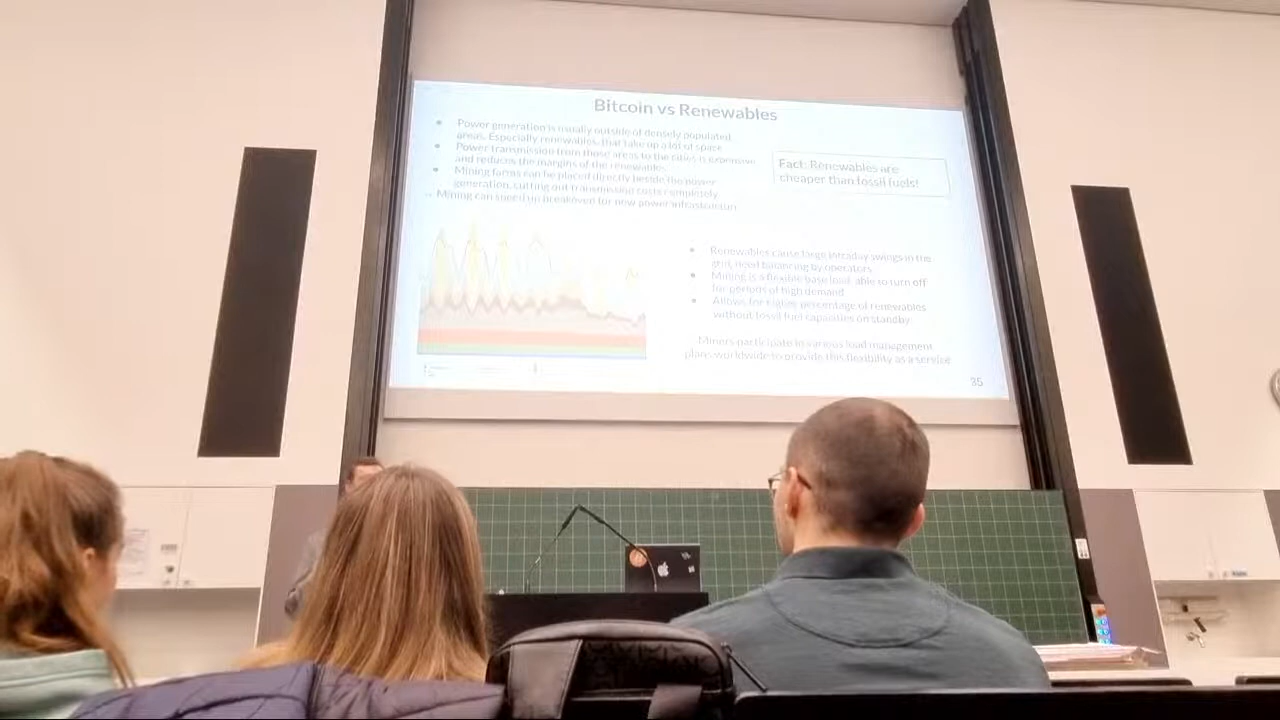 Bitcoin vs Renewables
Power generation is usually outside of densely populated
areas. Especially renewables, that take up a lot of space
Power transmission from those areas to the cities is expensive
and reduces the margins of the renewables.
Mining farms can be placed directly beside the power
generation, cutting out transmission costs completely
Mining can speed up breakeven for new power infrastructure
Fact: Renewables are
cheaper than fossil fuels!
Renewables cause large intraday swings in the
grid, need balancing by operators
Mining is a flexible baseload, able to turn off
for periods of high demand
Allows for higher percentage of renewables
without fossil fuel capacities on standby
Miners participate in various load management
plans worldwide to provide this flexibility as a service
35